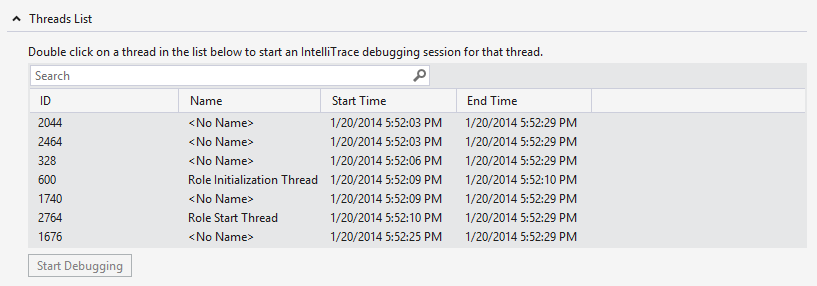 Threads List
Double click on a thread in the list below to start an IntelliTrace debugging session for that thread.
Search
ID Name Start Time End Time
2044 <No Name> 1/20/2014 5:52:03 PM 1/20/2014 5:52:29 PM
2464 <No Name> 1/20/2014 5:52:03 PM 1/20/2014 5:52:29 PM
328 <No Name> 1/20/2014 5:52:06 PM 1/20/2014 5:52:29 PM
600 Role Initialization Thread 1/20/2014 5:52:09 PM 1/20/2014 5:52:10 PM
1740 <No Name> 1/20/2014 5:52:09 PM 1/20/2014 5:52:29 PM
2764 Role Start Thread 1/20/2014 5:52:10 PM 1/20/2014 5:52:29 PM
1676 <No Name> 1/20/2014 5:52:25 PM 1/20/2014 5:52:29 PM
Start Debugging